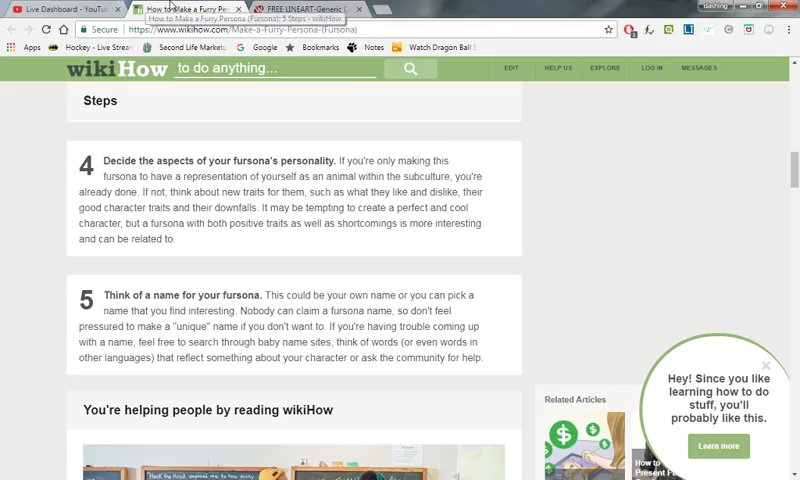 dashing
Live Dashboard - YouTu
How to Make a Furry Per
FREE LINEART-Generic
How to Make a Furry Persona (Fursona): 5 Steps - wikiHow
Secure
https://www.wikihow.com/Make-a-Furry-Persona-(Fursona)
Apps
Hockey - Live Stream
Second Life Market
Google
Bookmarks
Notes
Watch Dragon Ball S
wikiHow to do anything...
EDIT
HELP US
EXPLORE
LOG IN
MESSAGES
Steps
4 Decide the aspects of your fursona's personality. If you're only making this
fursona to have a representation of yourself as an animal within the subculture, you're
already done. If not, think about new traits for them, such as what they like and dislike, their
good character traits and their downfalls. It may be tempting to create a perfect and cool
character, but a fursona with both positive traits as well as shortcomings is more interesting
and can be related to.
5 Think of a name for your fursona. This could be your own name or you can pick a
name that you find interesting. Nobody can claim a fursona name, so don't feel
pressured to make a "unique" name if you don't want to. If you're having trouble coming up
with a name, feel free to search through baby name sites, think of words (or even words in
other languages) that reflect something about your character or ask the community for help.
You're helping people by reading wikiHow
Related Articles
How to
Present
Hey! Since you like
learning how to do
stuff, you'll
probably like this.
Learn more